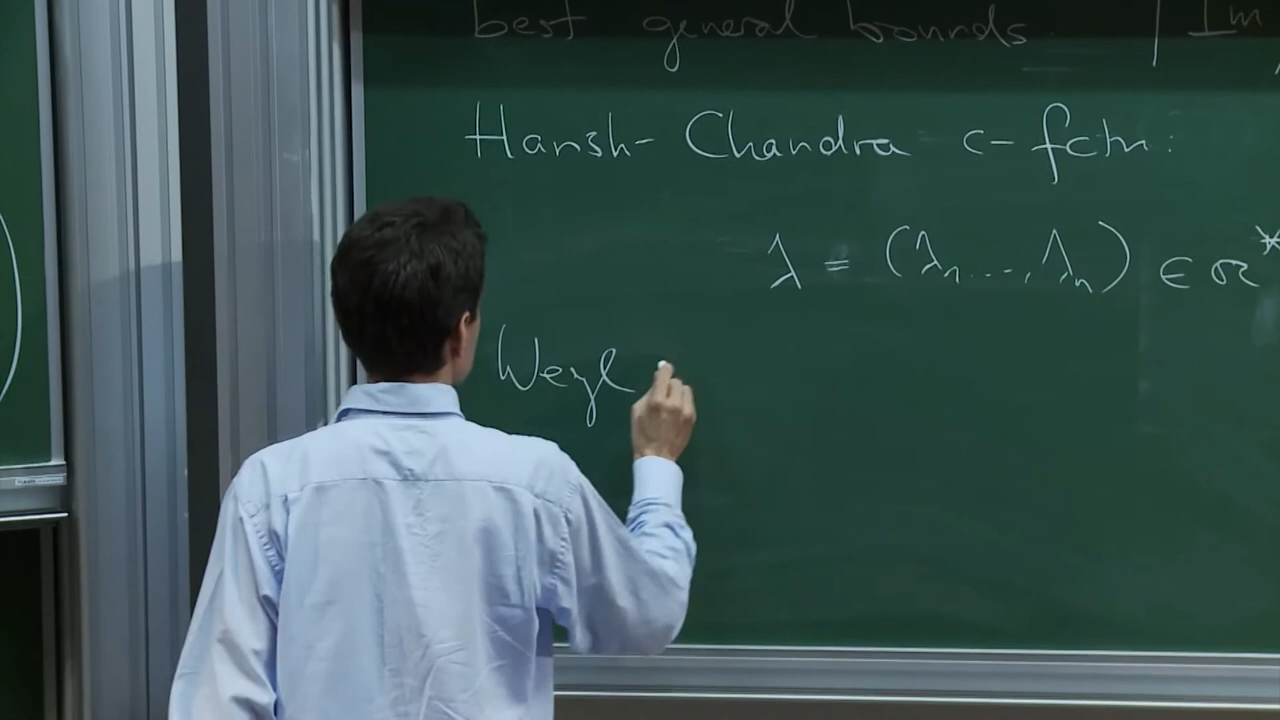 best general bounds | Im
Harish-Chandra c-fctn:
λ = (λ₁,...,λₙ) ∈ 𝔞*
Weyl